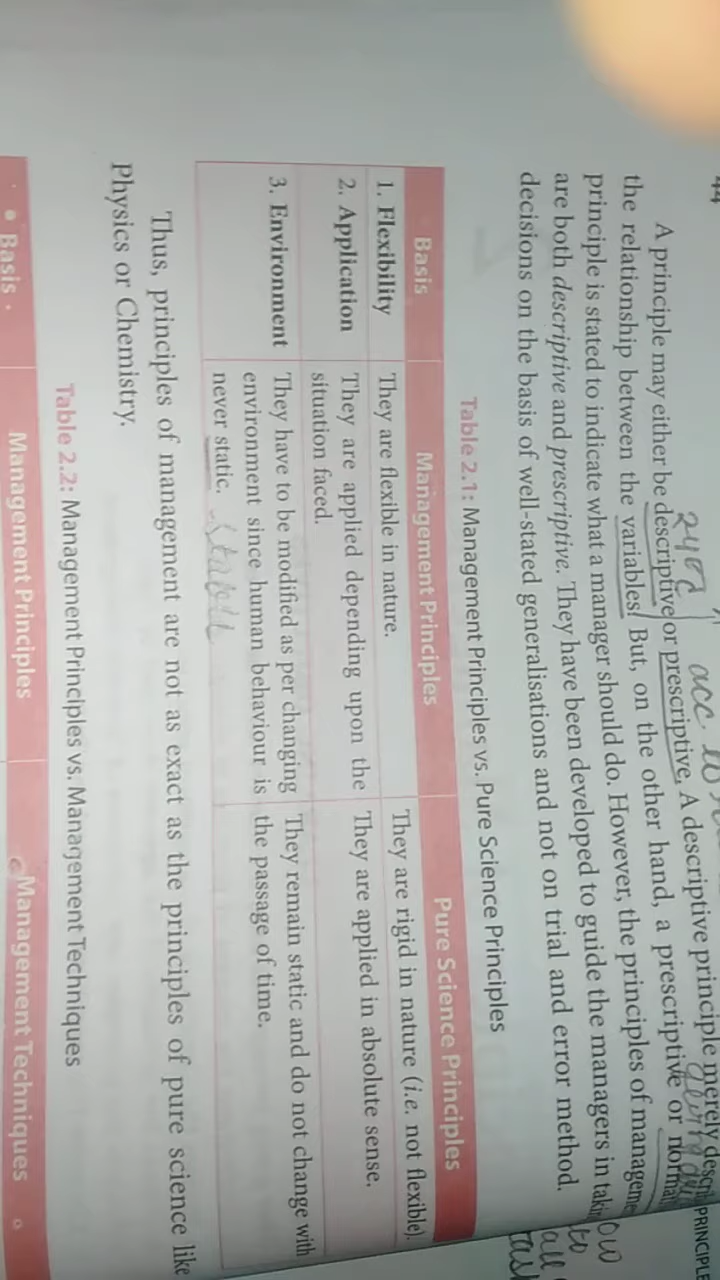 44
PRINCIPLE
A principle may either be descriptive or prescriptive. A descriptive principle merely
the relationship between the variables. But, on the other hand, a prescriptive or
principle is stated to indicate what a manager should do. However, the principles of
are both descriptive and prescriptive. They have been developed to guide the managers in
decisions on the basis of well-stated generalisations and not on trial and error method.
Table 2.1: Management Principles vs. Pure Science Principles
Basis Management Principles Pure Science Principles
1. Flexibility They are flexible in nature. They are rigid in nature (i.e. not flexible).
2. Application They are applied depending upon the They are applied in absolute sense.
situation faced.
3. Environment They have to be modified as per changing They remain static and do not change with
environment since human behaviour is the passage of time.
never static.
Thus, principles of management are not as exact as the principles of pure science like
Physics or Chemistry.
Table 2.2: Management Principles vs. Management Techniques
Basis Management Principles Management Techniques